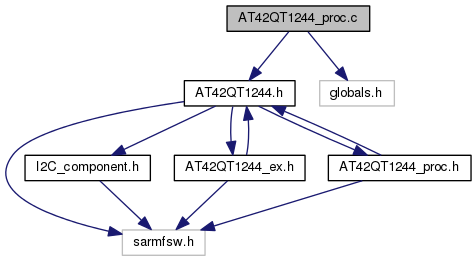 AT42QT1244_proc.c
AT42QT1244.h
globals.h
I2C_component.h
AT42QT1244_ex.h
AT42QT1244_proc.h
sarmfsw.h